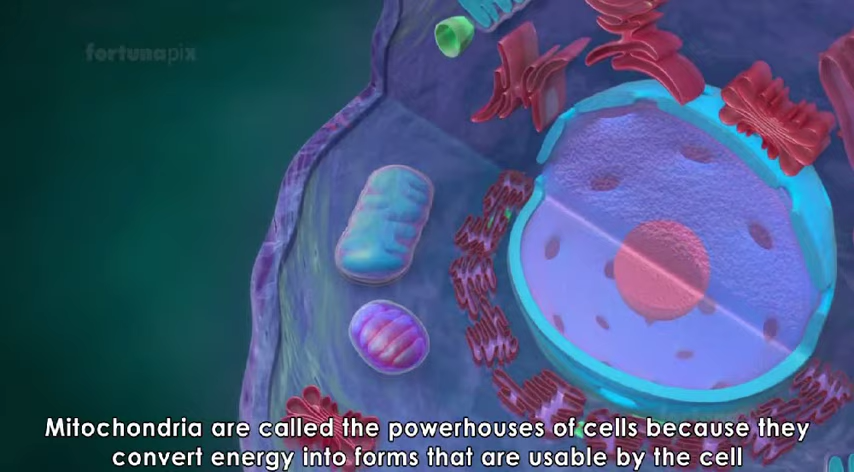 fortunapix
Mitochondria are called the powerhouses of cells because they
convert energy into forms that are usable by the cell